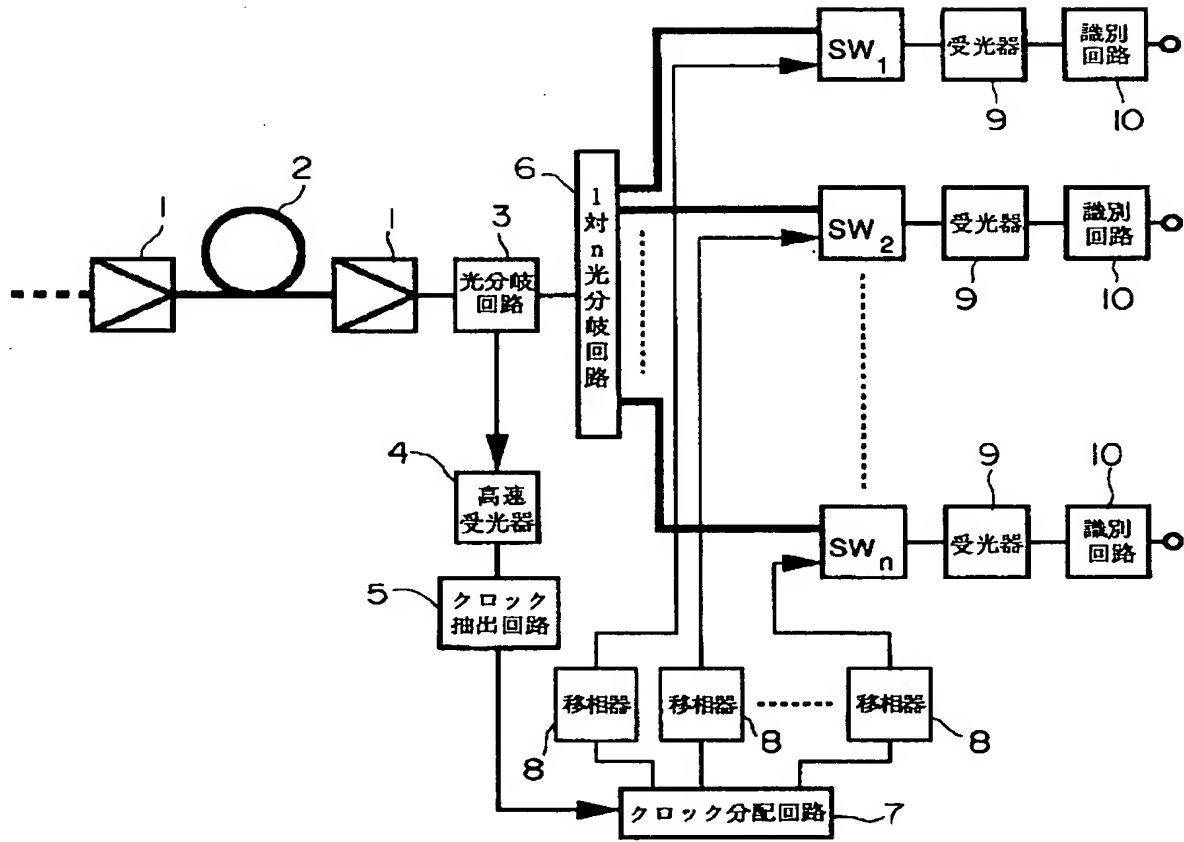 SW1
受光器
識別
回路
9
10
1
2
1
3
6
光分岐
回路
1対n光分岐回路
SW2
受光器
識別
回路
9
10
4
高速
受光器
5
クロック
抽出回路
9
10
SWn
受光器
識別
回路
移相器
移相器
移相器
8
8
8
クロック分配回路
7